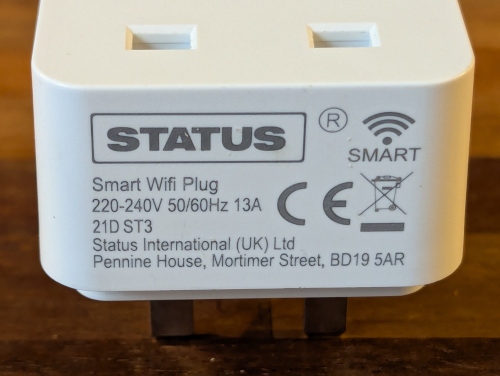 STATUS ®
SMART
Smart Wifi Plug
220-240V 50/60Hz 13A
21D ST3
Status International (UK) Ltd
Pennine House, Mortimer Street, BD19 5AR
CE